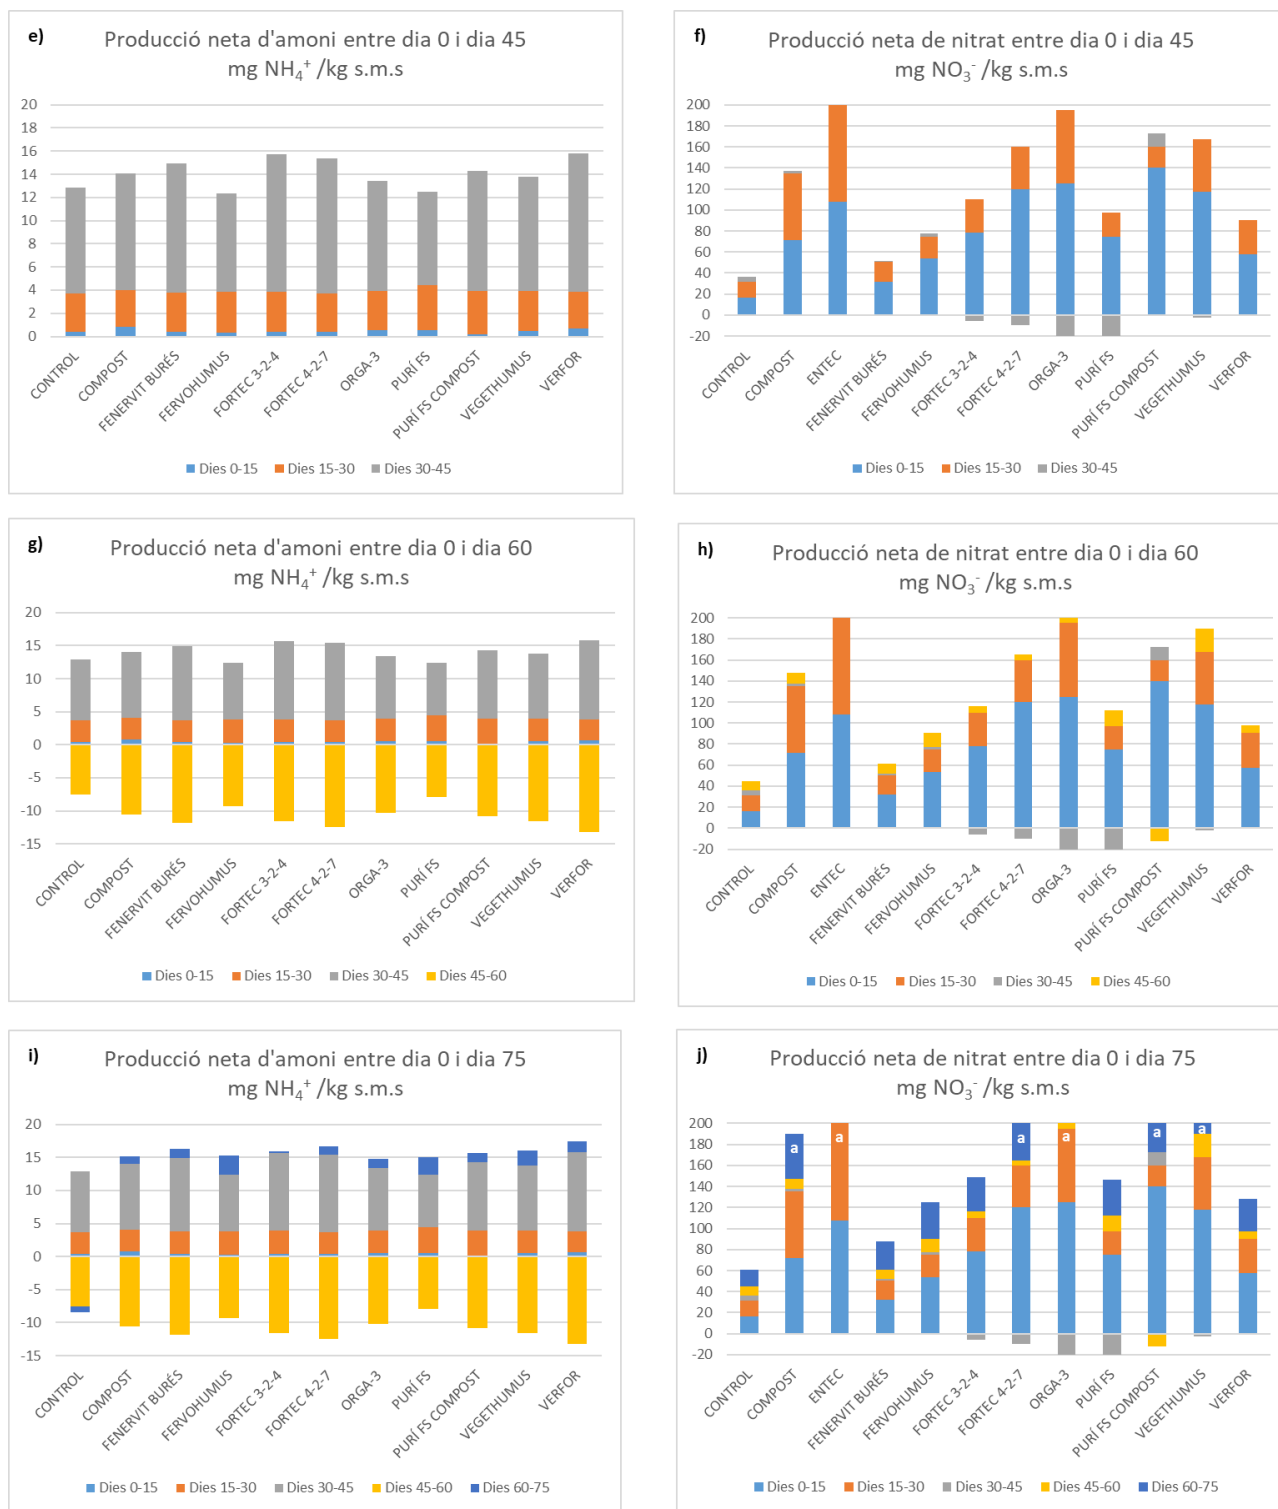 e)
Producció neta d'amoni entre dia 0 i dia 45
mg NH₄⁺ /kg s.m.s
20
18
16
14
12
10
8
6
4
2
0
CONTROL
COMPOST
FENERVIT BURÉS
FERVOHUMUS
FORTEC 3-2-4
FORTEC 4-2-7
ORGA-3
PURÍ FS
PURÍ FS COMPOST
VEGETHUMUS
VERFOR
Dies 0-15 Dies 15-30 Dies 30-45
f)
Producció neta de nitrat entre dia 0 i dia 45
mg NO₃⁻ /kg s.m.s
200
180
160
140
120
100
80
60
40
20
0
-20
CONTROL
COMPOST
ENTEC
FENERVIT BURÉS
FERVOHUMUS
FORTEC 3-2-4
FORTEC 4-2-7
ORGA-3
PURÍ FS
PURÍ FS COMPOST
VEGETHUMUS
VERFOR
Dies 0-15 Dies 15-30 Dies 30-45
g)
Producció neta d'amoni entre dia 0 i dia 60
mg NH₄⁺ /kg s.m.s
20
15
10
5
0
-5
-10
-15
CONTROL
COMPOST
FENERVIT BURÉS
FERVOHUMUS
FORTEC 3-2-4
FORTEC 4-2-7
ORGA-3
PURÍ FS
PURÍ FS COMPOST
VEGETHUMUS
VERFOR
Dies 0-15 Dies 15-30 Dies 30-45 Dies 45-60
h)
Producció neta de nitrat entre dia 0 i dia 60
mg NO₃⁻ /kg s.m.s
200
180
160
140
120
100
80
60
40
20
0
-20
CONTROL
COMPOST
ENTEC
FENERVIT BURÉS
FERVOHUMUS
FORTEC 3-2-4
FORTEC 4-2-7
ORGA-3
PURÍ FS
PURÍ FS COMPOST
VEGETHUMUS
VERFOR
Dies 0-15 Dies 15-30 Dies 30-45 Dies 45-60
i)
Producció neta d'amoni entre dia 0 i dia 75
mg NH₄⁺ /kg s.m.s
20
15
10
5
0
-5
-10
-15
CONTROL
COMPOST
FENERVIT BURÉS
FERVOHUMUS
FORTEC 3-2-4
FORTEC 4-2-7
ORGA-3
PURÍ FS
PURÍ FS COMPOST
VEGETHUMUS
VERFOR
Dies 0-15 Dies 15-30 Dies 30-45 Dies 45-60 Dies 60-75
j)
Producció neta de nitrat entre dia 0 i dia 75
mg NO₃⁻ /kg s.m.s
200
180
160
140
120
100
80
60
40
20
0
-20
a a a a a a
CONTROL
COMPOST
ENTEC
FENERVIT BURÉS
FERVOHUMUS
FORTEC 3-2-4
FORTEC 4-2-7
ORGA-3
PURÍ FS
PURÍ FS COMPOST
VEGETHUMUS
VERFOR
Dies 0-15 Dies 15-30 Dies 30-45 Dies 45-60 Dies 60-75